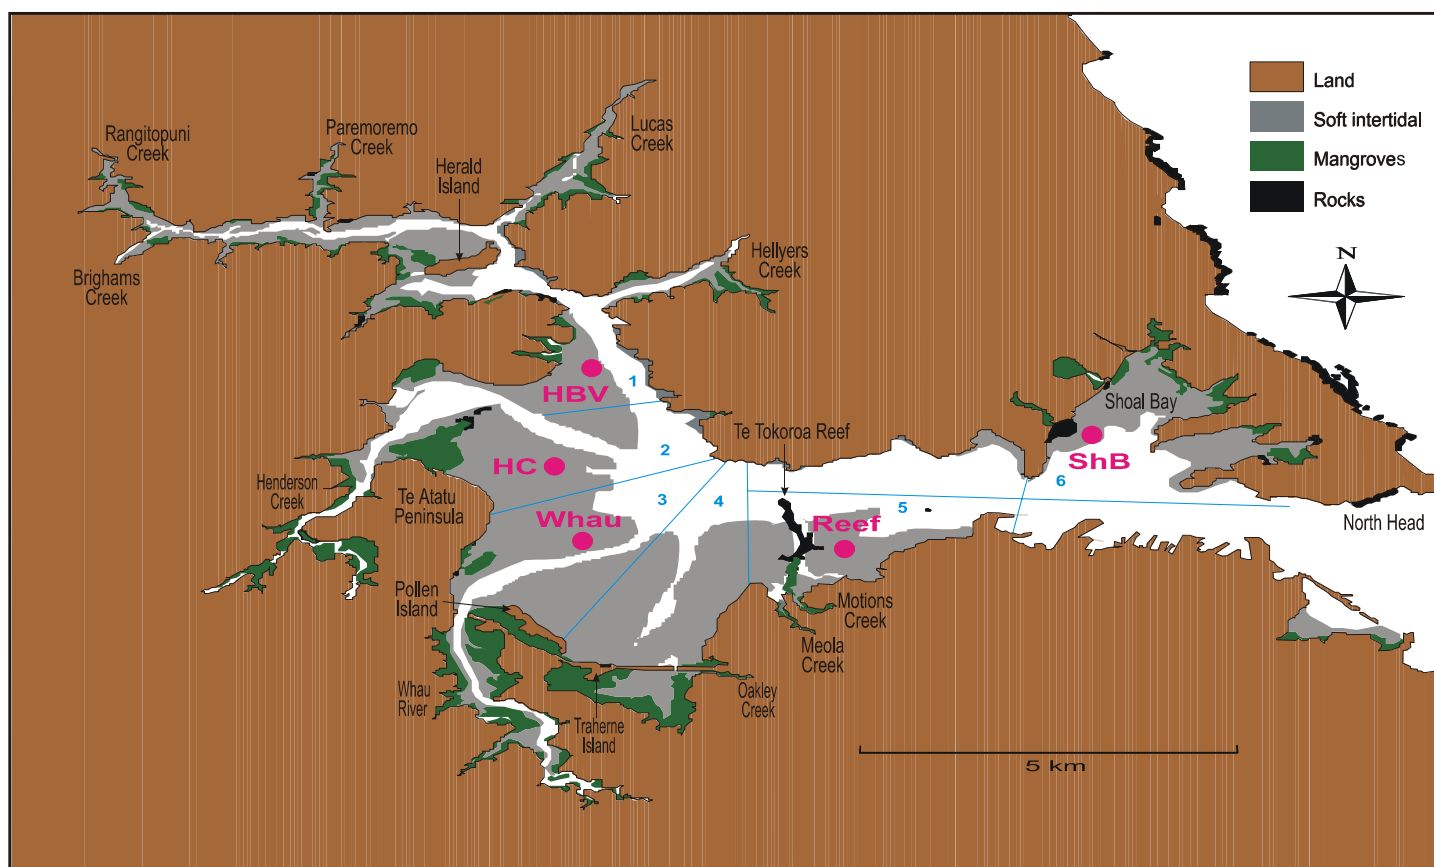 Land
Soft intertidal
Mangroves
Rocks
N
Rangitopuni
Creek
Paremoremo
Creek
Lucas
Creek
Herald
Island
Hellyers
Creek
Brighams
Creek
1
HBV
Shoal Bay
Te Tokoroa Reef
2
HC
ShB
6
Henderson
Creek
Te Atatu
Peninsula
3
4
5
Whau
Reef
North Head
Pollen
Island
Motions
Creek
Meola
Creek
Whau
River
Oakley
Creek
Traherne
Island
5 km